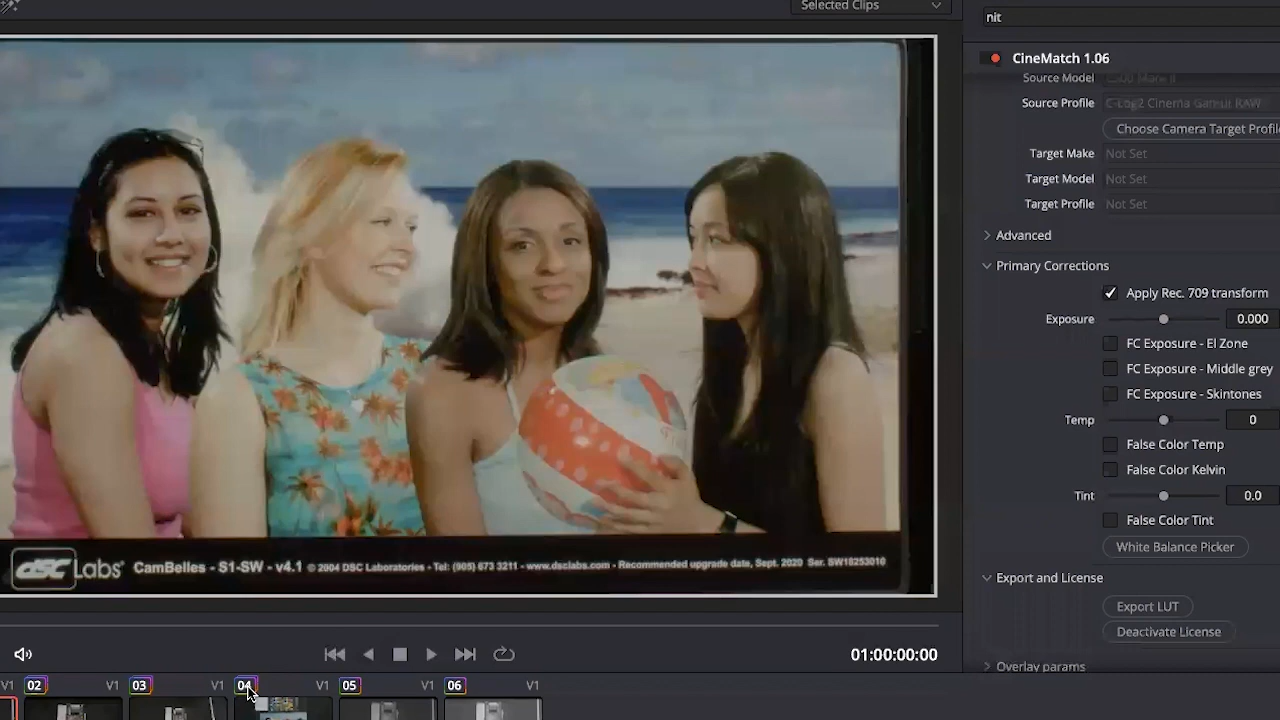 Selected Clips
nit
CineMatch 1.06
Source Model
Source Profile C-Log2 Cinema Gamut RAW
Choose Camera Target Profil
Target Make Not Set
Target Model Not Set
Target Profile Not Set
Advanced
Primary Corrections
Apply Rec. 709 transform
Exposure 0.000
FC Exposure - El Zone
FC Exposure - Middle grey
FC Exposure - Skintones
Temp 0
False Color Temp
False Color Kelvin
Tint 0.0
False Color Tint
White Balance Picker
Export and License
Export LUT
Deactivate License
Overlay params
dsc Labs CamBelles - S1-SW - v4.1 © 2004 DSC Laboratories - Tel: (905) 673 3211 - www.dsclabs.com - Recommended upgrade date, Sept. 2020 Ser. SW18253010
01:00:00:00
V1 02 V1 03 V1 04 V1 05 V1 06 V1